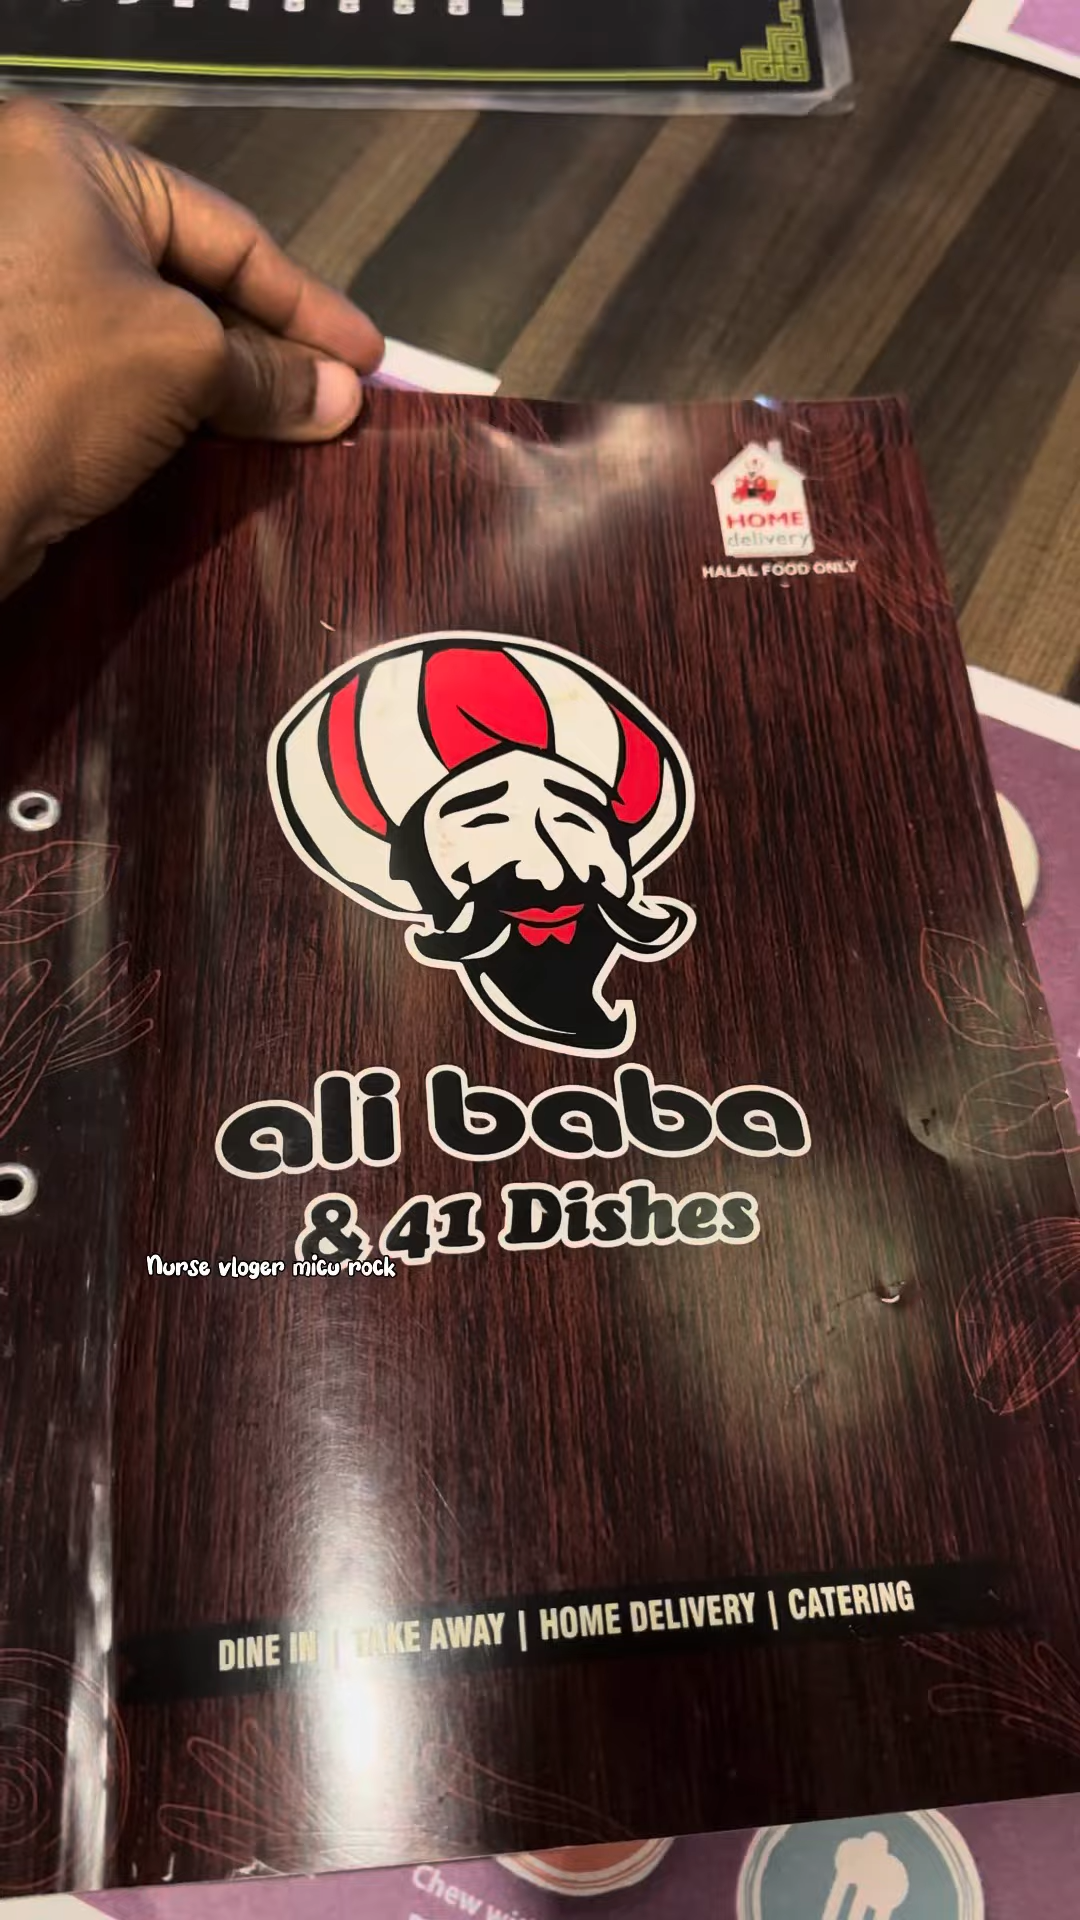 HOME
delivery
HALAL FOOD ONLY
ali baba
& 41 Dishes
Nurse vloger micu rock
DINE IN | TAKE AWAY | HOME DELIVERY | CATERING
Chew